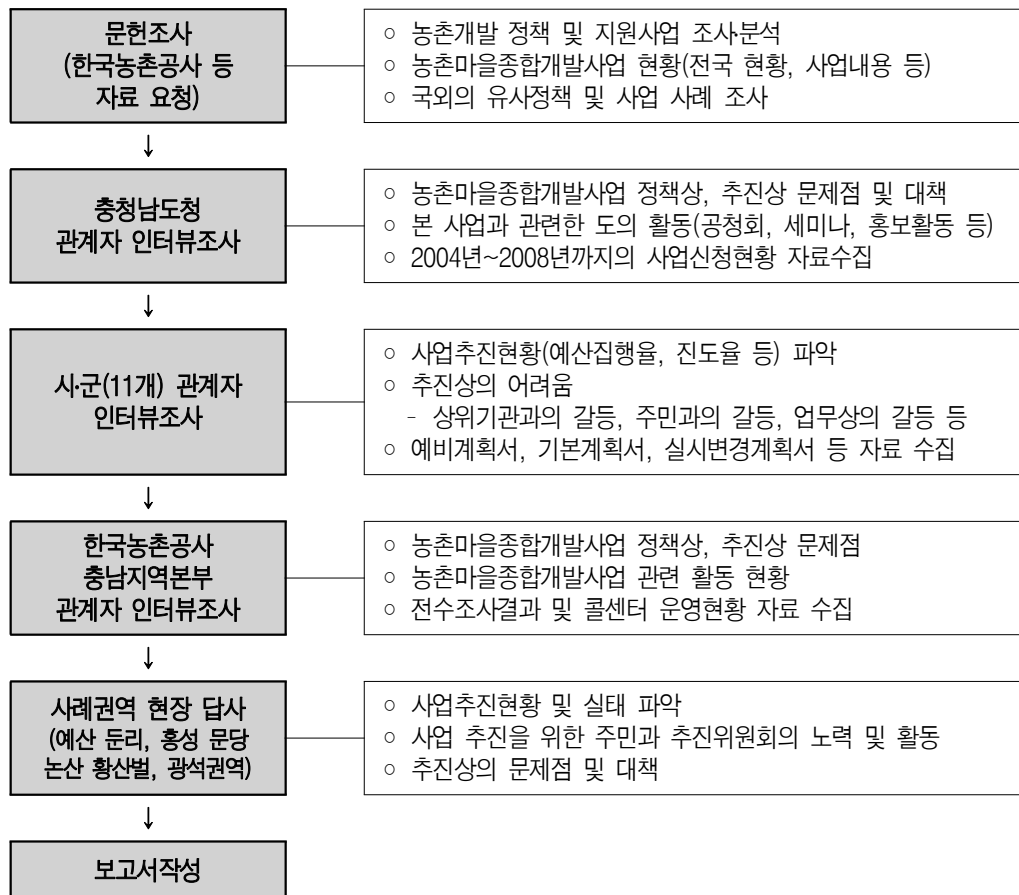 문헌조사
(한국농촌공사 등
자료 요청)
○ 농촌개발 정책 및 지원사업 조사·분석
○ 농촌마을종합개발사업 현황(전국 현황, 사업내용 등)
○ 국외의 유사정책 및 사업 사례 조사
↓
충청남도청
관계자 인터뷰조사
○ 농촌마을종합개발사업 정책상, 추진상 문제점 및 대책
○ 본 사업과 관련한 도의 활동(공청회, 세미나, 홍보활동 등)
○ 2004년~2008년까지의 사업신청현황 자료수집
↓
시·군(11개) 관계자
인터뷰조사
○ 사업추진현황(예산집행율, 진도율 등) 파악
○ 추진상의 어려움
- 상위기관과의 갈등, 주민과의 갈등, 업무상의 갈등 등
○ 예비계획서, 기본계획서, 실시변경계획서 등 자료 수집
↓
한국농촌공사
충남지역본부
관계자 인터뷰조사
○ 농촌마을종합개발사업 정책상, 추진상 문제점
○ 농촌마을종합개발사업 관련 활동 현황
○ 전수조사결과 및 콜센터 운영현황 자료 수집
↓
사례권역 현장 답사
(예산 둔리, 홍성 문당
논산 황산벌, 광석권역)
○ 사업추진현황 및 실태 파악
○ 사업 추진을 위한 주민과 추진위원회의 노력 및 활동
○ 추진상의 문제점 및 대책
↓
보고서작성